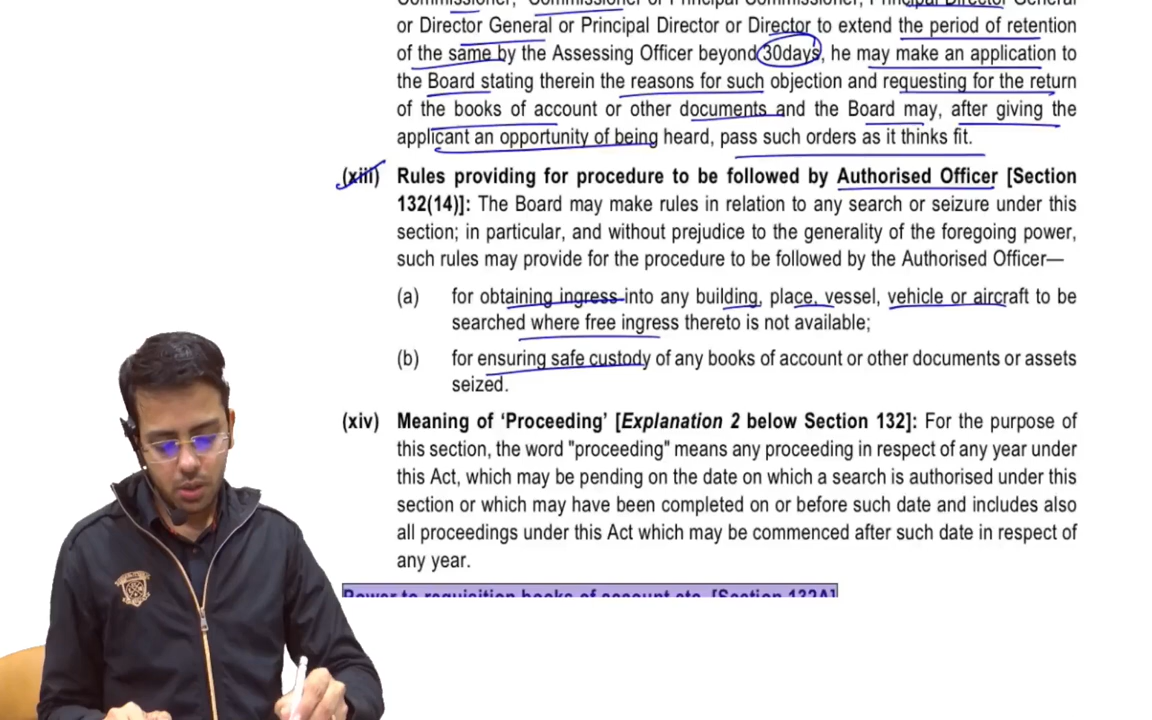 Commissioner, Commissioner or Principal Commissioner, Principal Director General
or Director General or Principal Director or Director to extend the period of retention
of the same by the Assessing Officer beyond 30days, he may make an application to
the Board stating therein the reasons for such objection and requesting for the return
of the books of account or other documents and the Board may, after giving the
applicant an opportunity of being heard, pass such orders as it thinks fit.
(xiii) Rules providing for procedure to be followed by Authorised Officer [Section
132(14)]: The Board may make rules in relation to any search or seizure under this
section; in particular, and without prejudice to the generality of the foregoing power,
such rules may provide for the procedure to be followed by the Authorised Officer—
(a) for obtaining ingress into any building, place, vessel, vehicle or aircraft to be
searched where free ingress thereto is not available;
(b) for ensuring safe custody of any books of account or other documents or assets
seized.
(xiv) Meaning of ‘Proceeding’ [Explanation 2 below Section 132]: For the purpose of
this section, the word "proceeding" means any proceeding in respect of any year under
this Act, which may be pending on the date on which a search is authorised under this
section or which may have been completed on or before such date and includes also
all proceedings under this Act which may be commenced after such date in respect of
any year.
Power to requisition books of account etc. [Section 132A]